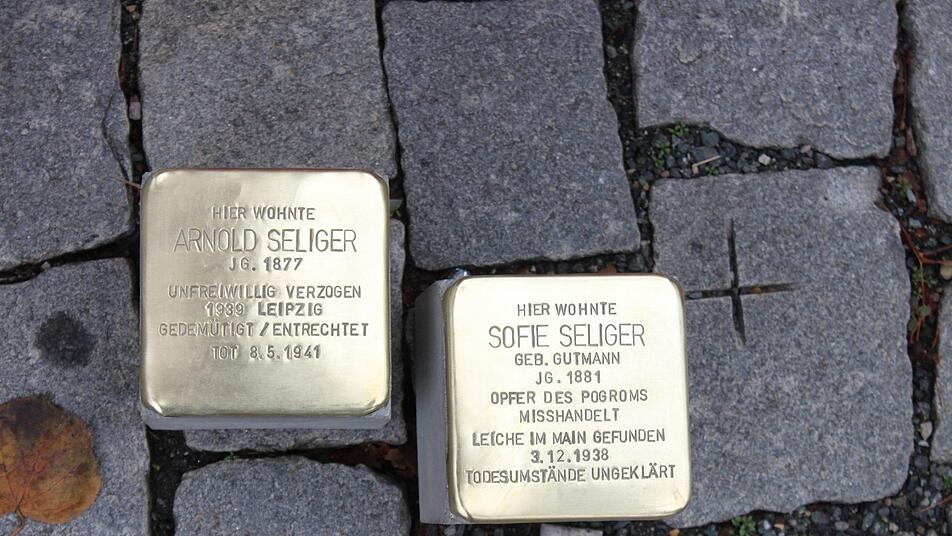 HIER WOHNTE
ARNOLD SELIGER
JG. 1877
UNFREIWILLIG VERZOGEN
1939 LEIPZIG
GEDEMÜTIGT / ENTRECHTET
TOT 8.5.1941
HIER WOHNTE
SOFIE SELIGER
GEB. GUTMANN
JG. 1881
OPFER DES POGROMS
MISSHANDELT
LEICHE IM MAIN GEFUNDEN
3.12.1938
TODESUMSTÄNDE UNGEKLÄRT